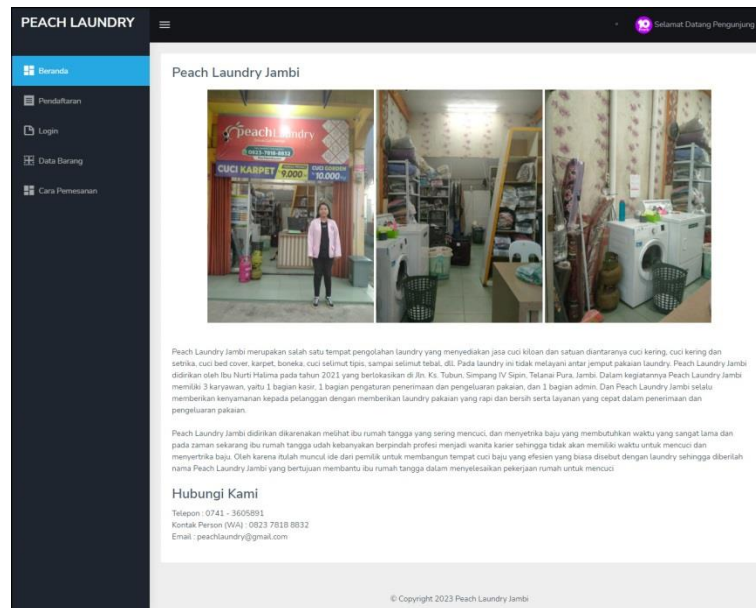 PEACH LAUNDRY
Selamat Datang Pengunjung
Beranda
Pendaftaran
Login
Data Barang
Cara Pemesanan
Peach Laundry Jambi
peach Laundry
0823-7818-8832
CUCI KARPET 9.000 CUCI GORDEN 10.000
Peach Laundry Jambi merupakan salah satu tempat pengolahan laundry yang menyediakan jasa cuci kiloan dan satuan diantaranya cuci kering, cuci kering dan
setrika, cuci bed cover, karpet, boneka, cuci selimut tipis, sampai selimut tebal, dll. Pada laundry ini tidak melayani antar jemput pakaian laundry. Peach Laundry Jambi
didirikan oleh Ibu Nurti Halima pada tahun 2021 yang berlokasikan di Jln. Ks. Tubun, Simpang IV Sipin, Telanai Pura, Jambi. Dalam kegiatannya Peach Laundry Jambi
memiliki 3 karyawan, yaitu 1 bagian kasir, 1 bagian pengaturan penerimaan dan pengeluaran pakaian, dan 1 bagian admin. Dan Peach Laundry Jambi selalu
memberikan kenyamanan kepada pelanggan dengan memberikan laundry pakaian yang rapi dan bersih serta layanan yang cepat dalam penerimaan dan
pengeluaran pakaian.
Peach Laundry Jambi didirikan dikarenakan melihat ibu rumah tangga yang sering mencuci, dan menyetrika baju yang membutuhkan waktu yang sangat lama dan
pada zaman sekarang ibu rumah tangga udah kebanyakan berpindah profesi menjadi wanita karier sehingga tidak akan memiliki waktu untuk mencuci dan
menyertrika baju. Oleh karena itulah muncul ide dari pemilik untuk membangun tempat cuci baju yang efesien yang biasa disebut dengan laundry sehingga diberilah
nama Peach Laundry Jambi yang bertujuan membantu ibu rumah tangga dalam menyelesaikan pekerjaan rumah untuk mencuci
Hubungi Kami
Telepon : 0741 - 3605891
Kontak Person (WA) : 0823 7818 8832
Email : peachlaundry@gmail.com
© Copyright 2023 Peach Laundry Jambi